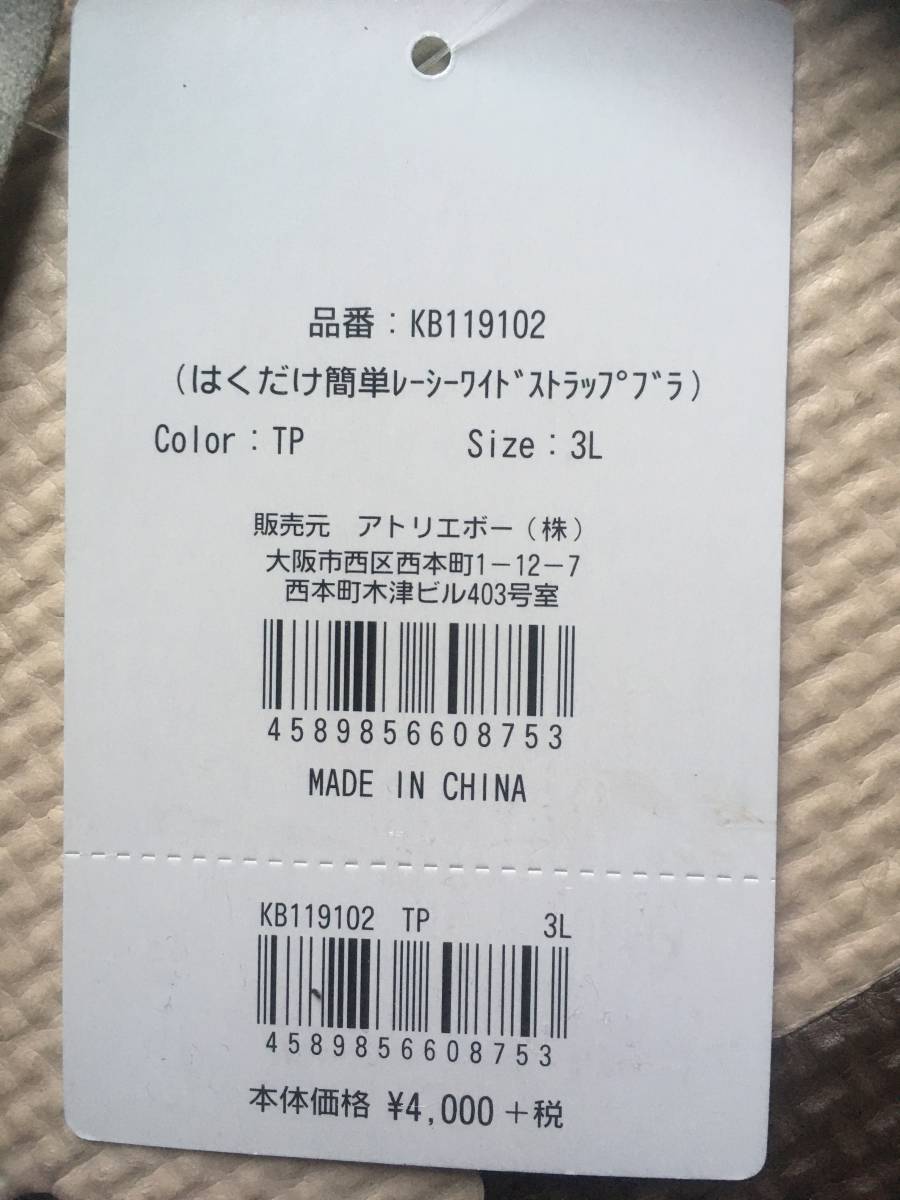 品番：KB119102
（はくだけ簡単ﾚｰｼｰﾜｲﾄﾞｽﾄﾗｯﾌﾟﾌﾞﾗ）
Color：TP Size：3L
販売元　アトリエボー（株）
大阪市西区西本町1－12－7
西本町木津ビル403号室
4589856608753
MADE IN CHINA
KB119102 TP 3L
4589856608753
本体価格 ¥4,000 ＋税